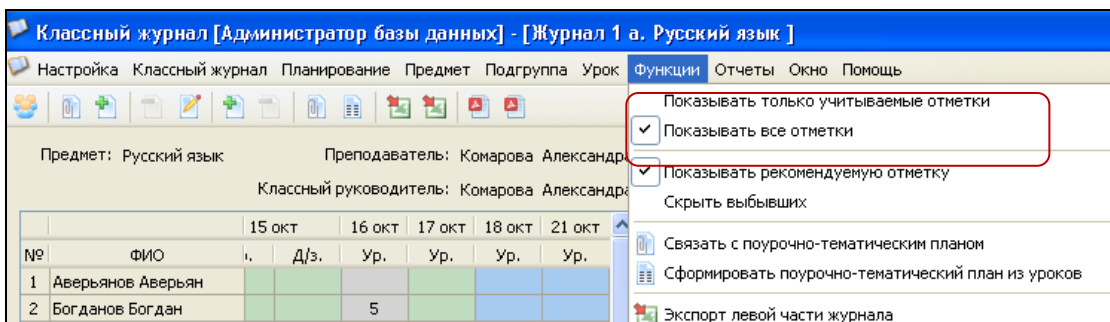 Классный журнал [Администратор базы данных] - [Журнал 1 а. Русский язык ]
Настройка Классный журнал Планирование Предмет Подгруппа Урок Функции Отчеты Окно Помощь
Показывать только учитываемые отметки
Показывать все отметки
Предмет: Русский язык Преподаватель: Комарова Александра
Показывать рекомендуемую отметку
Классный руководитель: Комарова Александра
Скрыть выбывших
15 окт 16 окт 17 окт 18 окт 21 окт
Связать с поурочно-тематическим планом
№ ФИО Д/з. Ур. Ур. Ур. Ур.
Сформировать поурочно-тематический план из уроков
1 Аверьянов Аверьян
2 Богданов Богдан 5
Экспорт левой части журнала